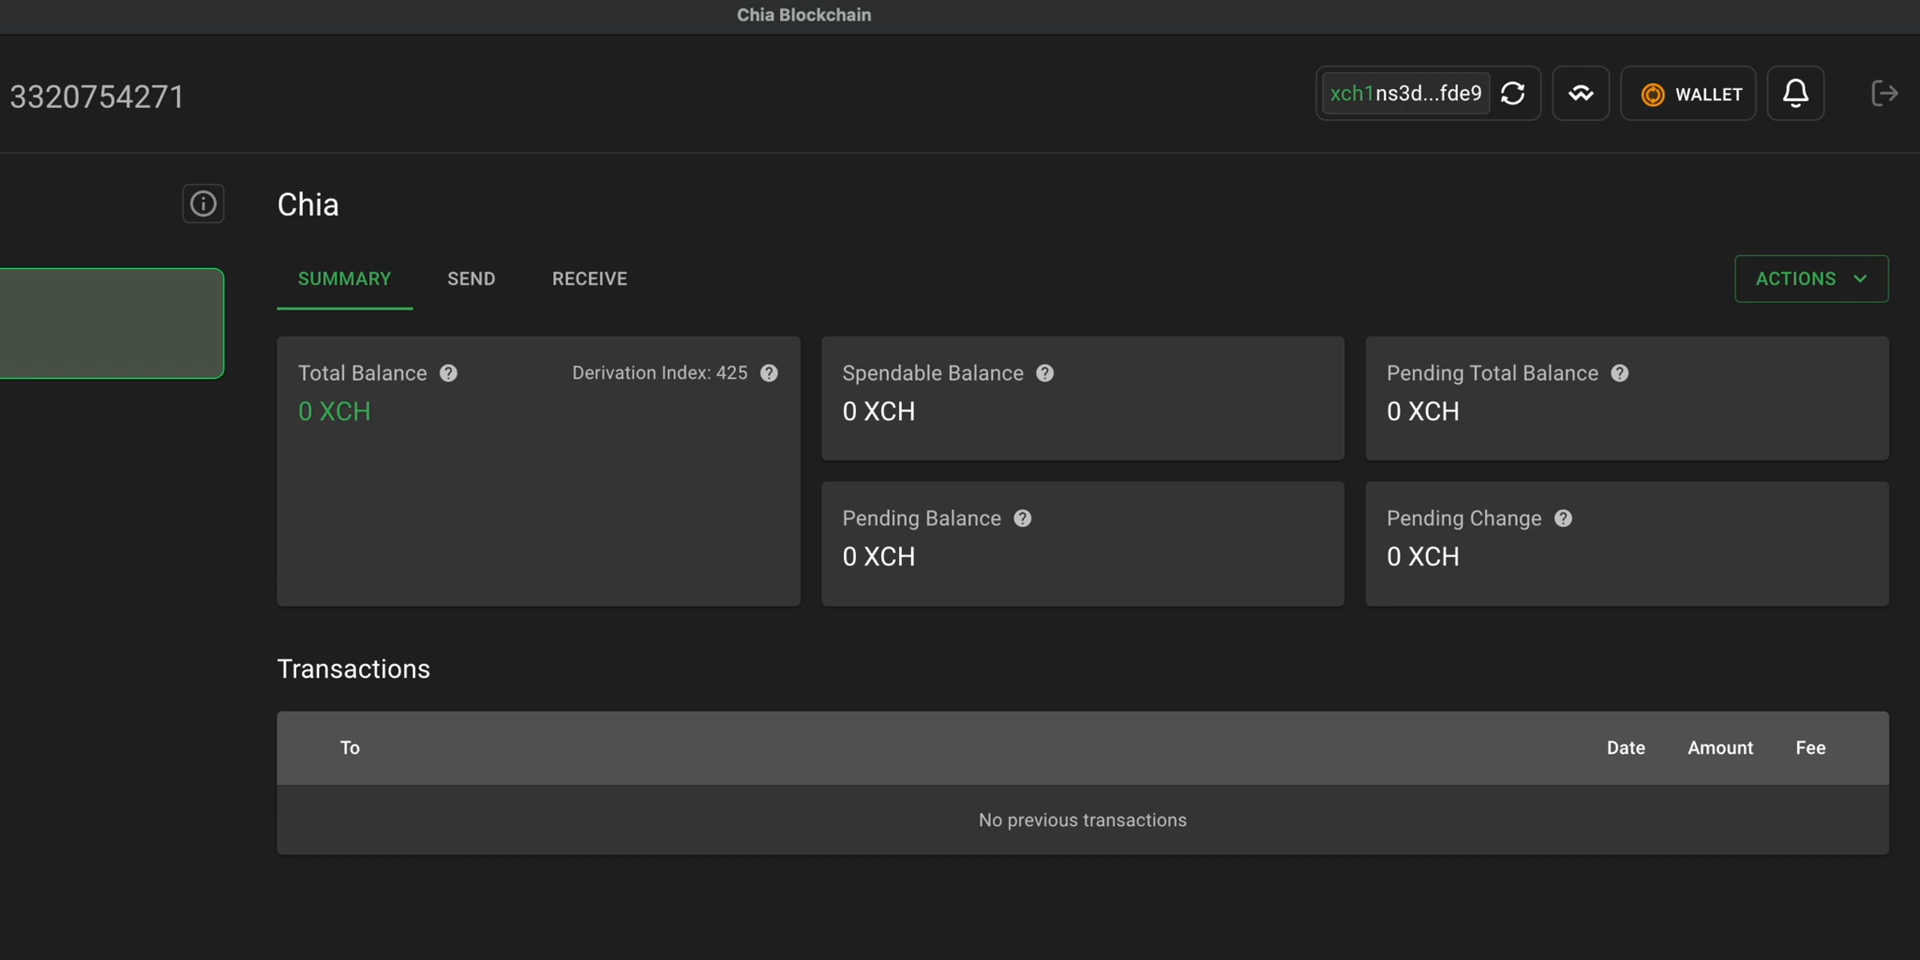 Chia Blockchain
3320754271
xch1ns3d...fde9
WALLET
Chia
SUMMARY SEND RECEIVE
ACTIONS
Total Balance
Derivation Index: 425
0 XCH
Spendable Balance
0 XCH
Pending Total Balance
0 XCH
Pending Balance
0 XCH
Pending Change
0 XCH
Transactions
To Date Amount Fee
No previous transactions